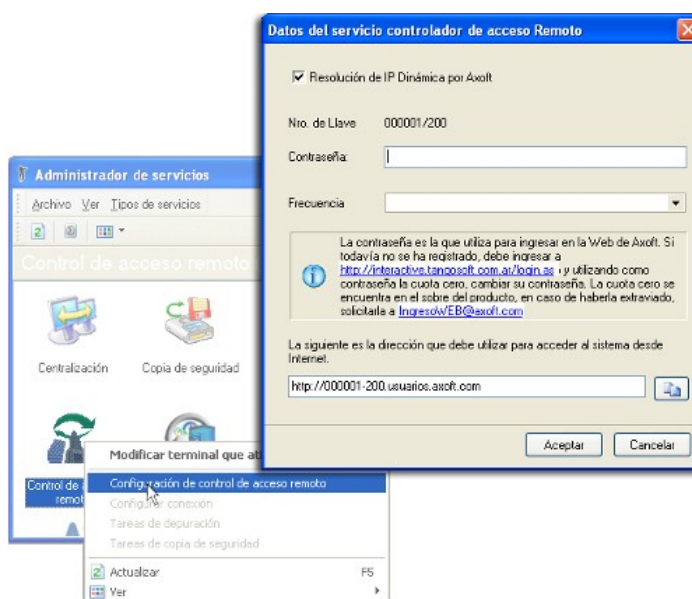 Datos del servicio controlador de acceso Remoto
Resolución de IP Dinámica por Axoft
Nro. de Llave 000001/200
Contraseña:
Frecuencia
La contraseña es la que utiliza para ingresar en la Web de Axoft. Si
todavía no se ha registrado, debe ingresar a
http://interactive.tangosoft.com.ar/login.as y utilizando como
contraseña la cuota cero, cambiar su contraseña. La cuota cero se
encuentra en el sobre del producto, en caso de haberla extraviado,
solicitarla a IngresoWEB@axoft.com
La siguiente es la dirección que debe utilizar para acceder al sistema desde
Internet.
http://000001-200.usuarios.axoft.com
Aceptar Cancelar
Administrador de servicios
Archivo Ver Tipos de servicios
Control de acceso remoto
Centralización Copia de seguridad
Control de
remot
Modificar terminal que
Configuración de control de acceso remoto
Configurar conexión
Tareas de depuración
Tareas de copia de seguridad
Actualizar F5
Ver